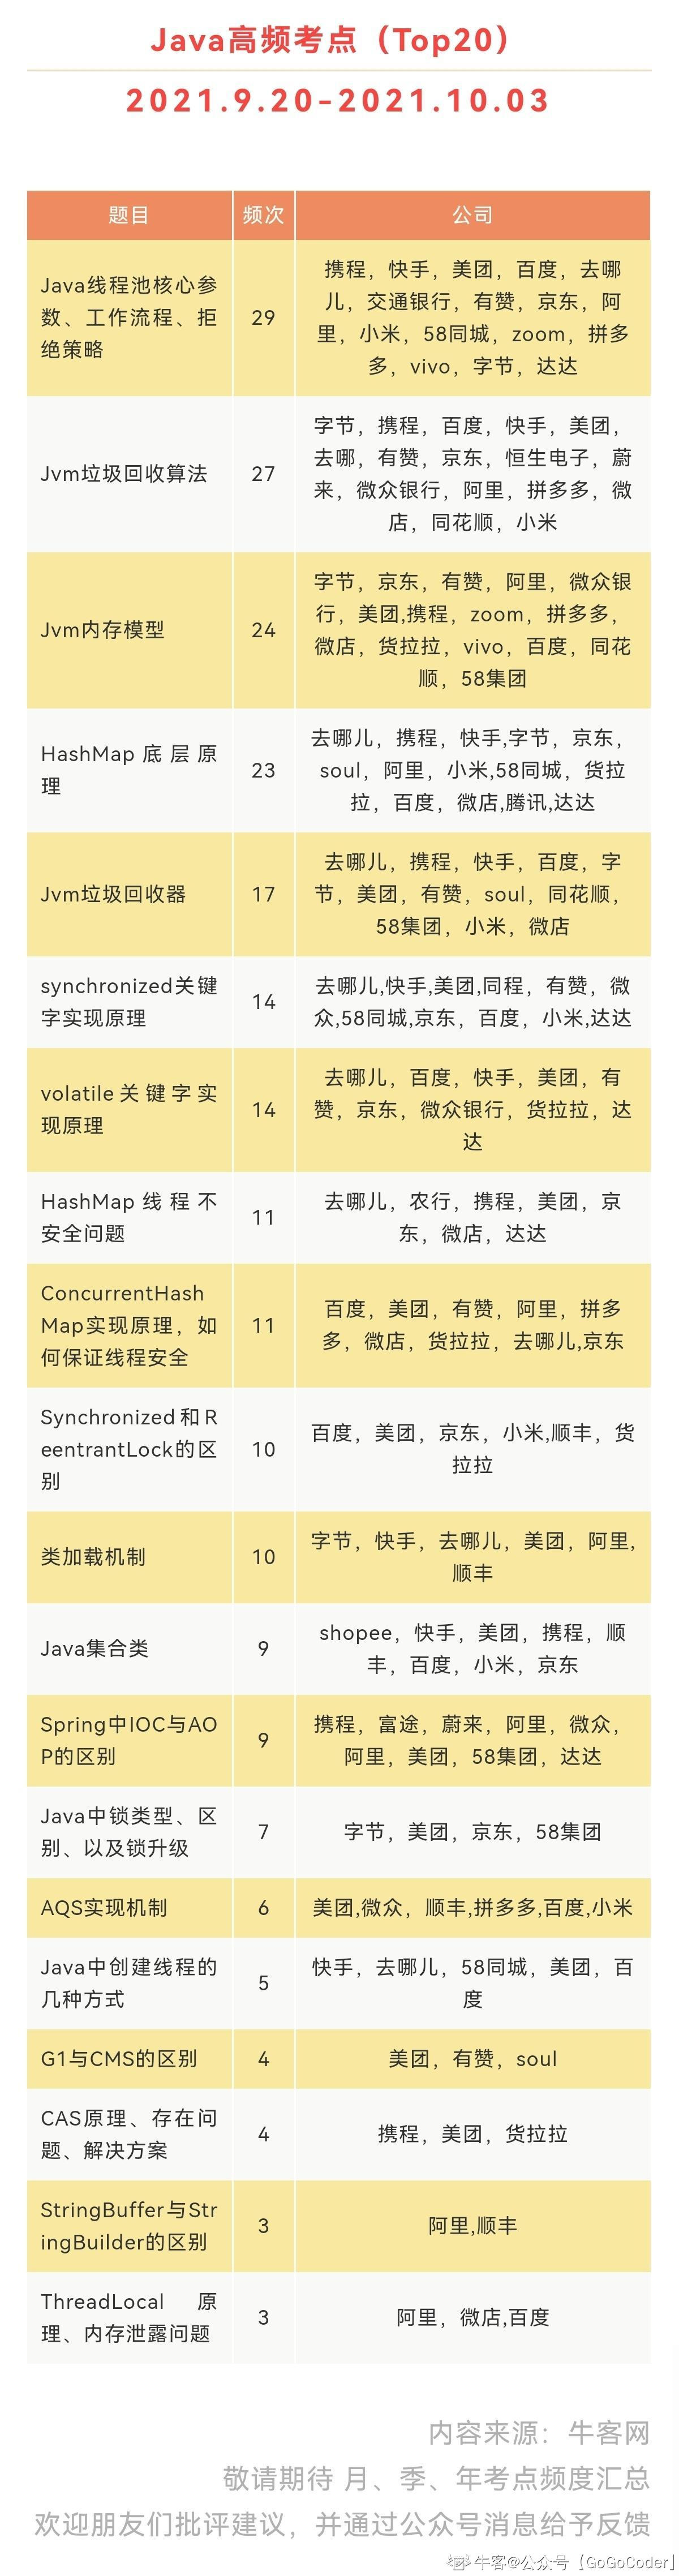 Java高频考点（Top20）
2021.9.20-2021.10.03
题目 频次 公司
Java线程池核心参
数、工作流程、拒
绝策略
29
携程，快手，美团，百度，去哪
儿，交通银行，有赞，京东，阿
里，小米，58同城，zoom，拼多
多，vivo，字节，达达
Jvm垃圾回收算法
27
字节，携程，百度，快手，美团，
去哪，有赞，京东，恒生电子，蔚
来，微众银行，阿里，拼多多，微
店，同花顺，小米
Jvm内存模型
24
字节，京东，有赞，阿里，微众银
行，美团,携程，zoom，拼多多，
微店，货拉拉，vivo，百度，同花
顺，58集团
HashMap底层原
理
23
去哪儿，携程，快手,字节，京东，
soul，阿里，小米,58同城，货拉
拉，百度，微店,腾讯,达达
Jvm垃圾回收器
17
去哪儿，携程，快手，百度，字
节，美团，有赞，soul，同花顺，
58集团，小米，微店
synchronized关键
字实现原理
14
去哪儿,快手,美团,同程，有赞，微
众,58同城,京东，百度，小米,达达
volatile关键字实
现原理
14
去哪儿，百度，快手，美团，有
赞，京东，微众银行，货拉拉，达
达
HashMap线程不
安全问题
11
去哪儿，农行，携程，美团，京
东，微店，达达
ConcurrentHash
Map实现原理，如
何保证线程安全
11
百度，美团，有赞，阿里，拼多
多，微店，货拉拉，去哪儿,京东
Synchronized和R
eentrantLock的区
别
10
百度，美团，京东，小米,顺丰，货
拉拉
类加载机制
10
字节，快手，去哪儿，美团，阿里,
顺丰
Java集合类
9
shopee，快手，美团，携程，顺
丰，百度，小米，京东
Spring中IOC与AO
P的区别
9
携程，富途，蔚来，阿里，微众，
阿里，美团，58集团，达达
Java中锁类型、区
别、以及锁升级
7
字节，美团，京东，58集团
AQS实现机制
6
美团,微众，顺丰,拼多多,百度,小米
Java中创建线程的
几种方式
5
快手，去哪儿，58同城，美团，百
度
G1与CMS的区别
4
美团，有赞，soul
CAS原理、存在问
题、解决方案
4
携程，美团，货拉拉
StringBuffer与Str
ingBuilder的区别
3
阿里,顺丰
ThreadLocal 原
理、内存泄露问题
3
阿里，微店,百度
内容来源：牛客网
敬请期待 月、季、年考点频度汇总
欢迎朋友们批评建议，并通过公众号消息给予反馈
牛客@公众号【GoGoCoder】